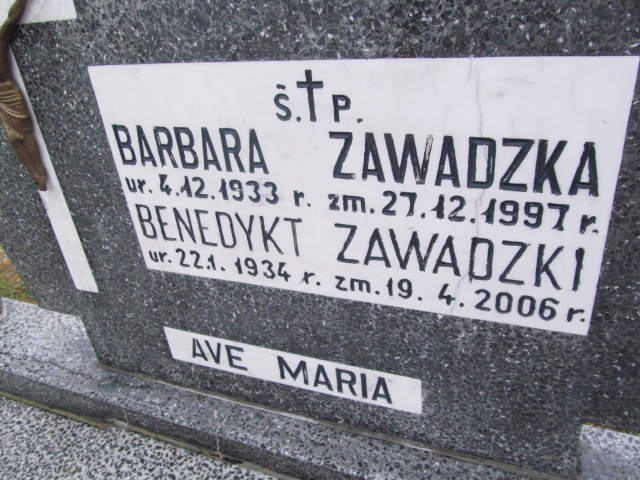 Ś.†P.
BARBARA ZAWADZKA
ur. 4.12.1933 r. zm. 27.12.1997 r.
BENEDYKT ZAWADZKI
ur. 22.1. 1934 r. zm. 19. 4. 2006 r.
AVE MARIA